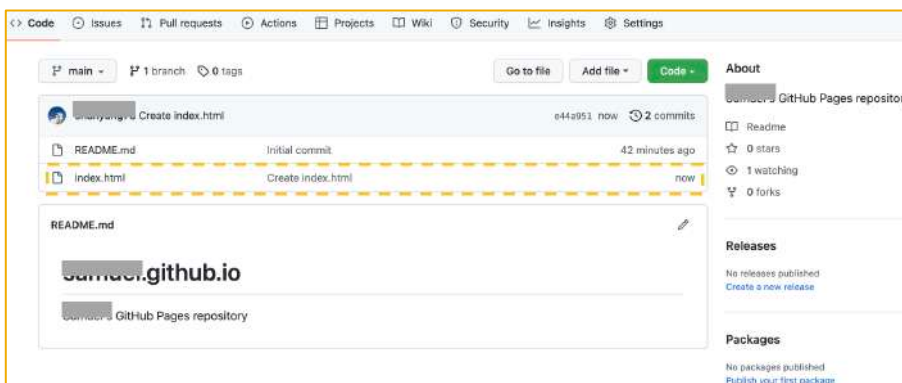 Code Issues Pull requests Actions Projects Wiki Security Insights Settings
main 1 branch 0 tags Go to file Add file Code
Create index.html e44a951 now 2 commits
README.md Initial commit 42 minutes ago
index.html Create index.html now
README.md
.github.io
GitHub Pages repository
About
GitHub Pages repositor
Readme
0 stars
1 watching
0 forks
Releases
No releases published
Create a new release
Packages
No packages published
Publish your first package